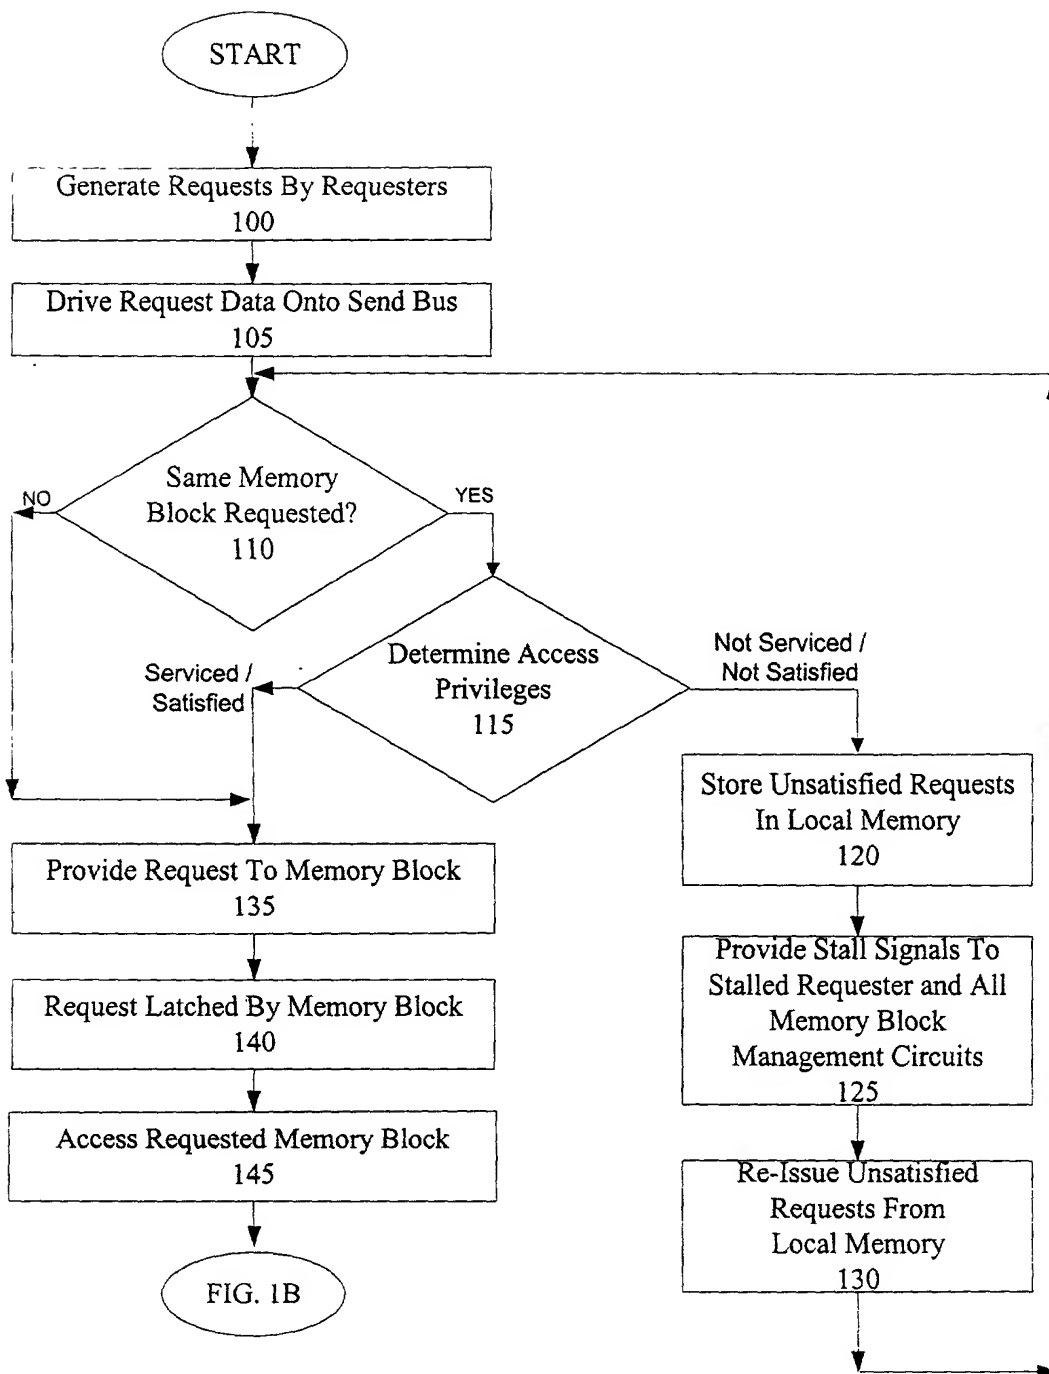 START
Generate Requests By Requesters
100
Drive Request Data Onto Send Bus
105
Same Memory
Block Requested?
110
NO
YES
Determine Access
Privileges
115
Serviced /
Satisfied
Not Serviced /
Not Satisfied
Store Unsatisfied Requests
In Local Memory
120
Provide Stall Signals To
Stalled Requester and All
Memory Block
Management Circuits
125
Re-Issue Unsatisfied
Requests From
Local Memory
130
Provide Request To Memory Block
135
Request Latched By Memory Block
140
Access Requested Memory Block
145
FIG. 1B